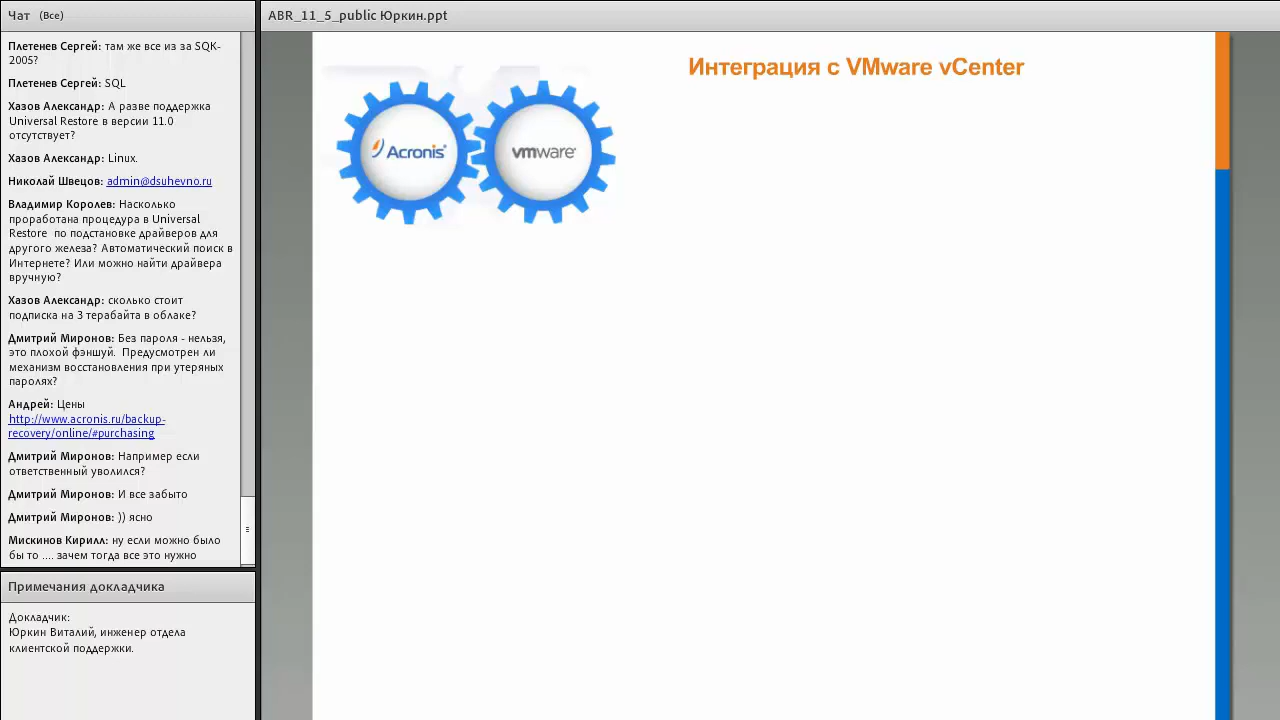 Чат (Все)
Плетенев Сергей: там же все из за SQK-
2005?
Плетенев Сергей: SQL
Хазов Александр: А разве поддержка
Universal Restore в версии 11.0
отсутствует?
Хазов Александр: Linux.
Николай Швецов: admin@dsuhevno.ru
Владимир Королев: Насколько
проработана процедура в Universal
Restore по подстановке драйверов для
другого железа? Автоматический поиск в
Интернете? Или можно найти драйвера
вручную?
Хазов Александр: сколько стоит
подписка на 3 терабайта в облаке?
Дмитрий Миронов: Без пароля - нельзя,
это плохой фэншуй. Предусмотрен ли
механизм восстановления при утеряных
паролях?
Андрей: Цены
http://www.acronis.ru/backup-
recovery/online/#purchasing
Дмитрий Миронов: Например если
ответственный уволился?
Дмитрий Миронов: И все забыто
Дмитрий Миронов: )) ясно
Мискинов Кирилл: ну если можно было
бы то .... зачем тогда все это нужно
Примечания докладчика
Докладчик:
Юркин Виталий, инженер отдела
клиентской поддержки.
ABR_11_5_public Юркин.ppt
Интеграция с VMware vCenter
Acronis
vmware